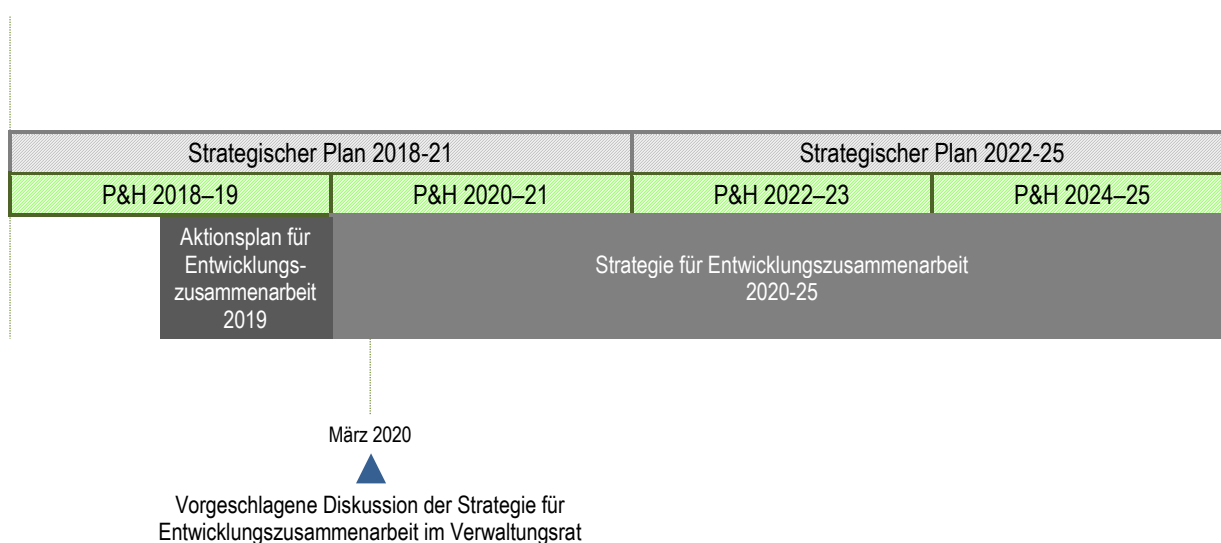 Strategischer Plan 2018-21
Strategischer Plan 2022-25
P&H 2018–19
P&H 2020–21
P&H 2022–23
P&H 2024–25
Aktionsplan für
Entwicklungs-
zusammenarbeit
2019
Strategie für Entwicklungszusammenarbeit
2020-25
März 2020
Vorgeschlagene Diskussion der Strategie für
Entwicklungszusammenarbeit im Verwaltungsrat